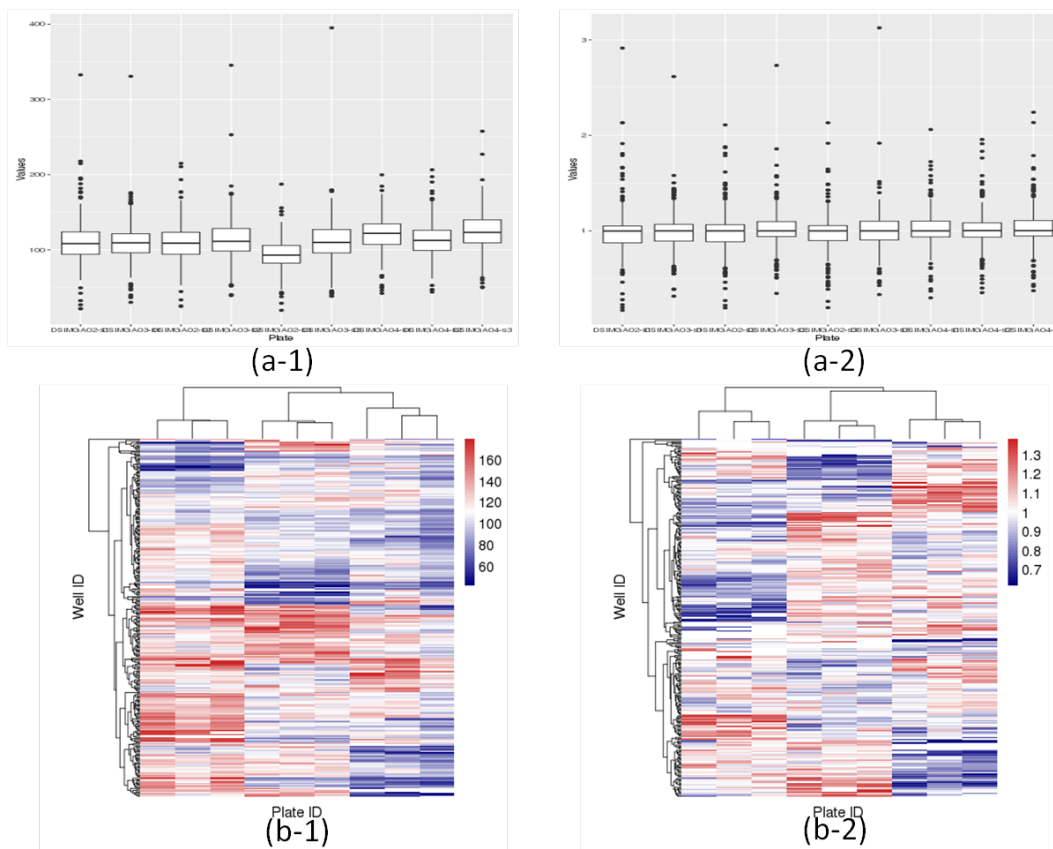 400
300
200
100
Values
Plate
(a-1)
3
2
1
Values
Plate
(a-2)
160
140
120
100
80
60
Well ID
Plate ID
(b-1)
1.3
1.2
1.1
1
0.9
0.8
0.7
Well ID
Plate ID
(b-2)